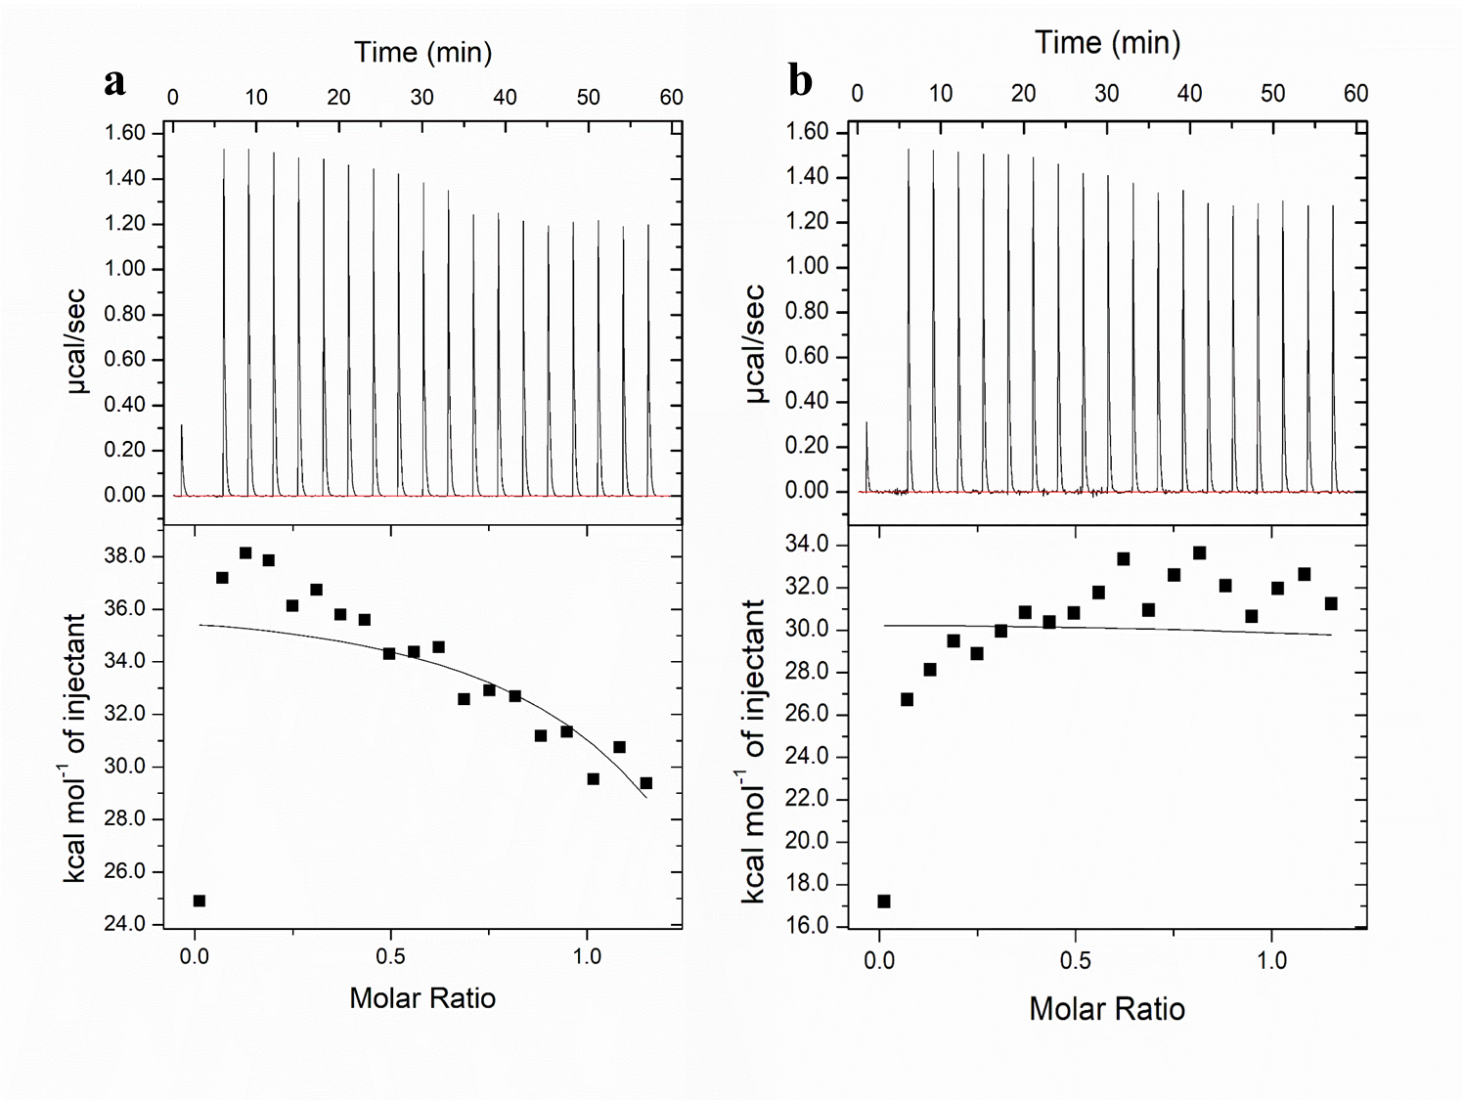 a
Time (min)
0 10 20 30 40 50 60
µcal/sec
1.60
1.40
1.20
1.00
0.80
0.60
0.40
0.20
0.00
kcal mol⁻¹ of injectant
38.0
36.0
34.0
32.0
30.0
28.0
26.0
24.0
0.0 0.5 1.0
Molar Ratio
b
Time (min)
0 10 20 30 40 50 60
µcal/sec
1.60
1.40
1.20
1.00
0.80
0.60
0.40
0.20
0.00
kcal mol⁻¹ of injectant
34.0
32.0
30.0
28.0
26.0
24.0
22.0
20.0
18.0
16.0
0.0 0.5 1.0
Molar Ratio